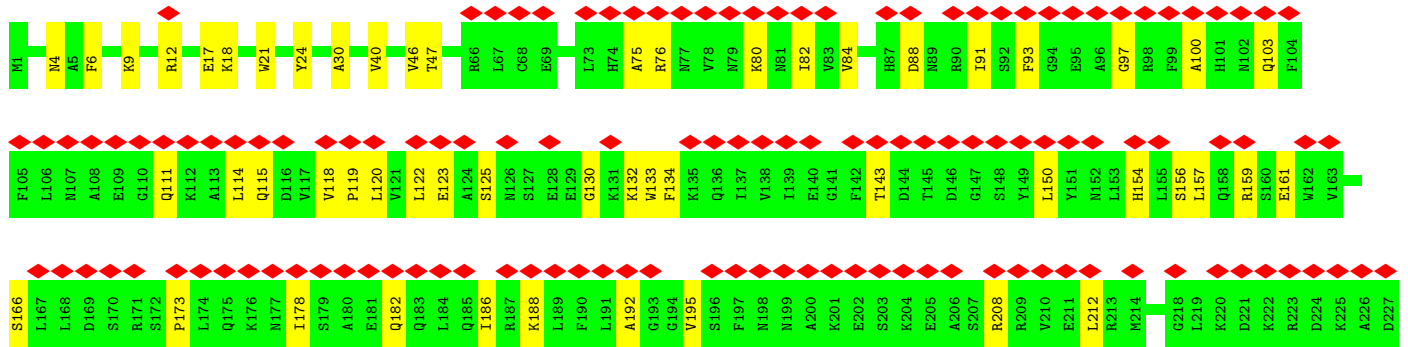 M1 N4 A5 F6 K9 R12 E17 K18 W21 Y24 A30 V40 V46 T47 R66 L67 C68 E69 L73 H74 A75 R76 N77 V78 N79 K80 N81 I82 V83 V84 H87 D88 N89 R90 I91 S92 F93 G94 E95 A96 G97 R98 F99 A100 H101 N102 Q103 F104
F105 L106 N107 A108 E109 G110 Q111 K112 A113 L114 Q115 D116 V117 V118 P119 L120 V121 L122 E123 A124 S125 N126 S127 E128 E129 G130 K131 K132 W133 F134 K135 Q136 I137 V138 I139 E140 G141 F142 T143 D144 T145 D146 G147 S148 Y149 L150 Y151 N152 L153 H154 L155 S156 L157 Q158 R159 S160 E161 W162 V163
S166 L167 L168 D169 S170 R171 S172 P173 L174 Q175 K176 N177 I178 S179 A180 E181 Q182 Q183 L184 Q185 I186 R187 K188 L189 F190 L191 A192 G193 G194 V195 S196 F197 N198 N199 A200 K201 E202 S203 K204 E205 A206 S207 R208 R209 V210 E211 L212 R213 M214 G218 L219 K220 D221 K222 R223 D224 K225 A226 D227